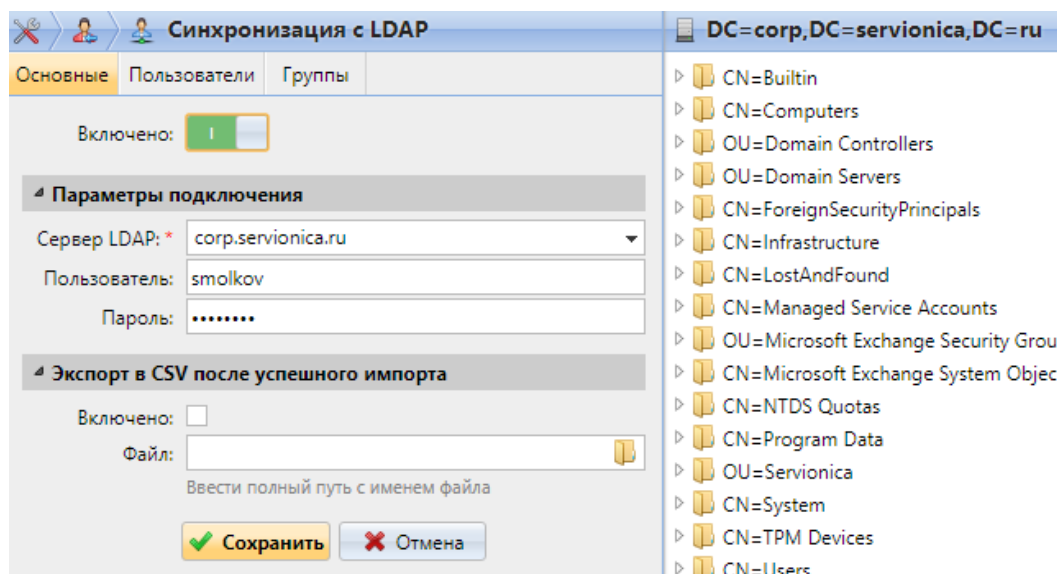 Синхронизация с LDAP
Основные Пользователи Группы
Включено: I
Параметры подключения
Сервер LDAP: * corp.servionica.ru
Пользователь: smolkov
Пароль: ••••••••
Экспорт в CSV после успешного импорта
Включено:
Файл:
Ввести полный путь с именем файла
Сохранить Отмена
DC=corp,DC=servionica,DC=ru
CN=Builtin
CN=Computers
OU=Domain Controllers
OU=Domain Servers
CN=ForeignSecurityPrincipals
CN=Infrastructure
CN=LostAndFound
CN=Managed Service Accounts
OU=Microsoft Exchange Security Grou
CN=Microsoft Exchange System Objec
CN=NTDS Quotas
CN=Program Data
OU=Servionica
CN=System
CN=TPM Devices
CN=Users